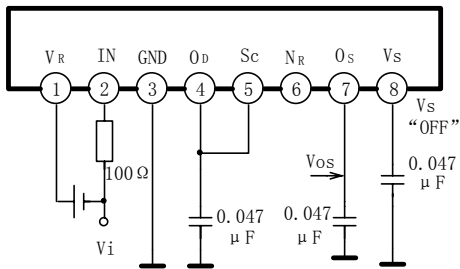 VR IN GND OD SC NR OS VS
1 2 3 4 5 6 7 8
Vs
“OFF”
100Ω
Vos
0.047
μF
0.047
μF
0.047
μF
Vi